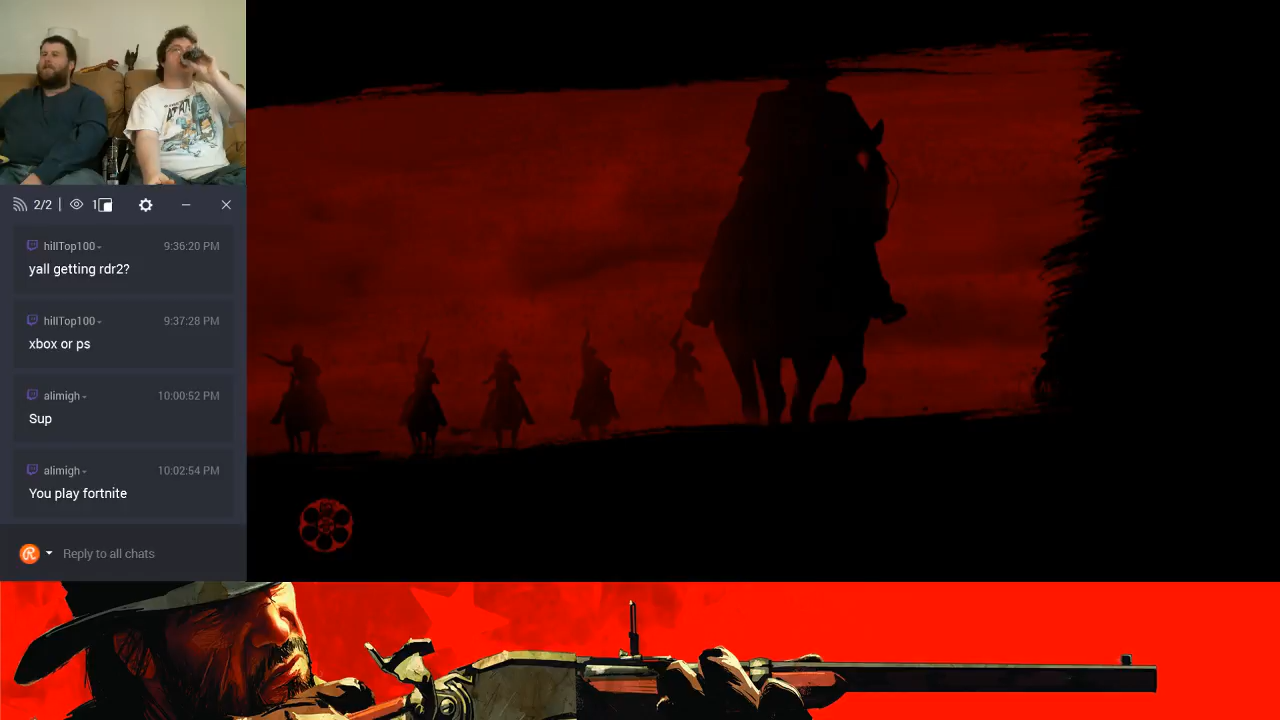 ATARI
2/2
1
hillTop100
9:36:20 PM
yall getting rdr2?
hillTop100
9:37:28 PM
xbox or ps
alimigh
10:00:52 PM
Sup
alimigh
10:02:54 PM
You play fortnite
Reply to all chats